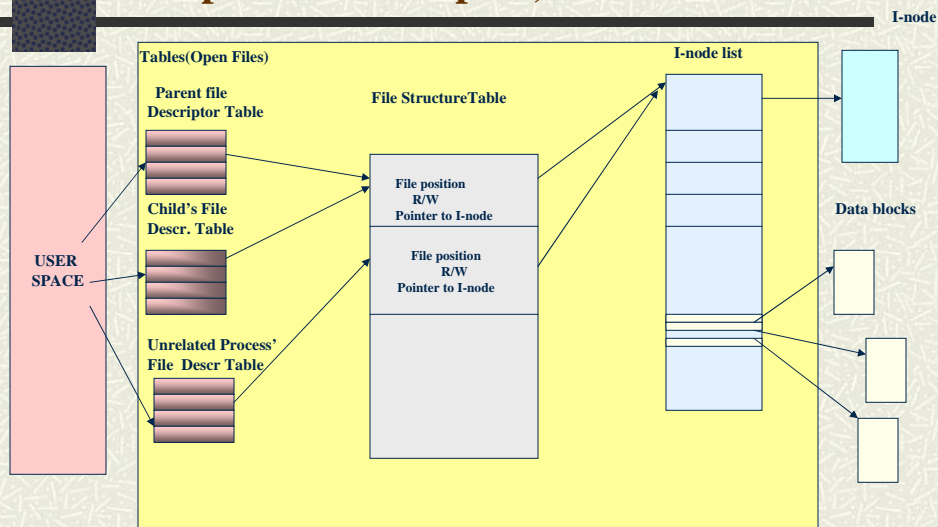 I-node
Tables(Open Files)
I-node list
Parent file
Descriptor Table
File StructureTable
File position
R/W
Pointer to I-node
Child's File
Descr. Table
Data blocks
File position
R/W
Pointer to I-node
USER
SPACE
Unrelated Process'
File Descr Table